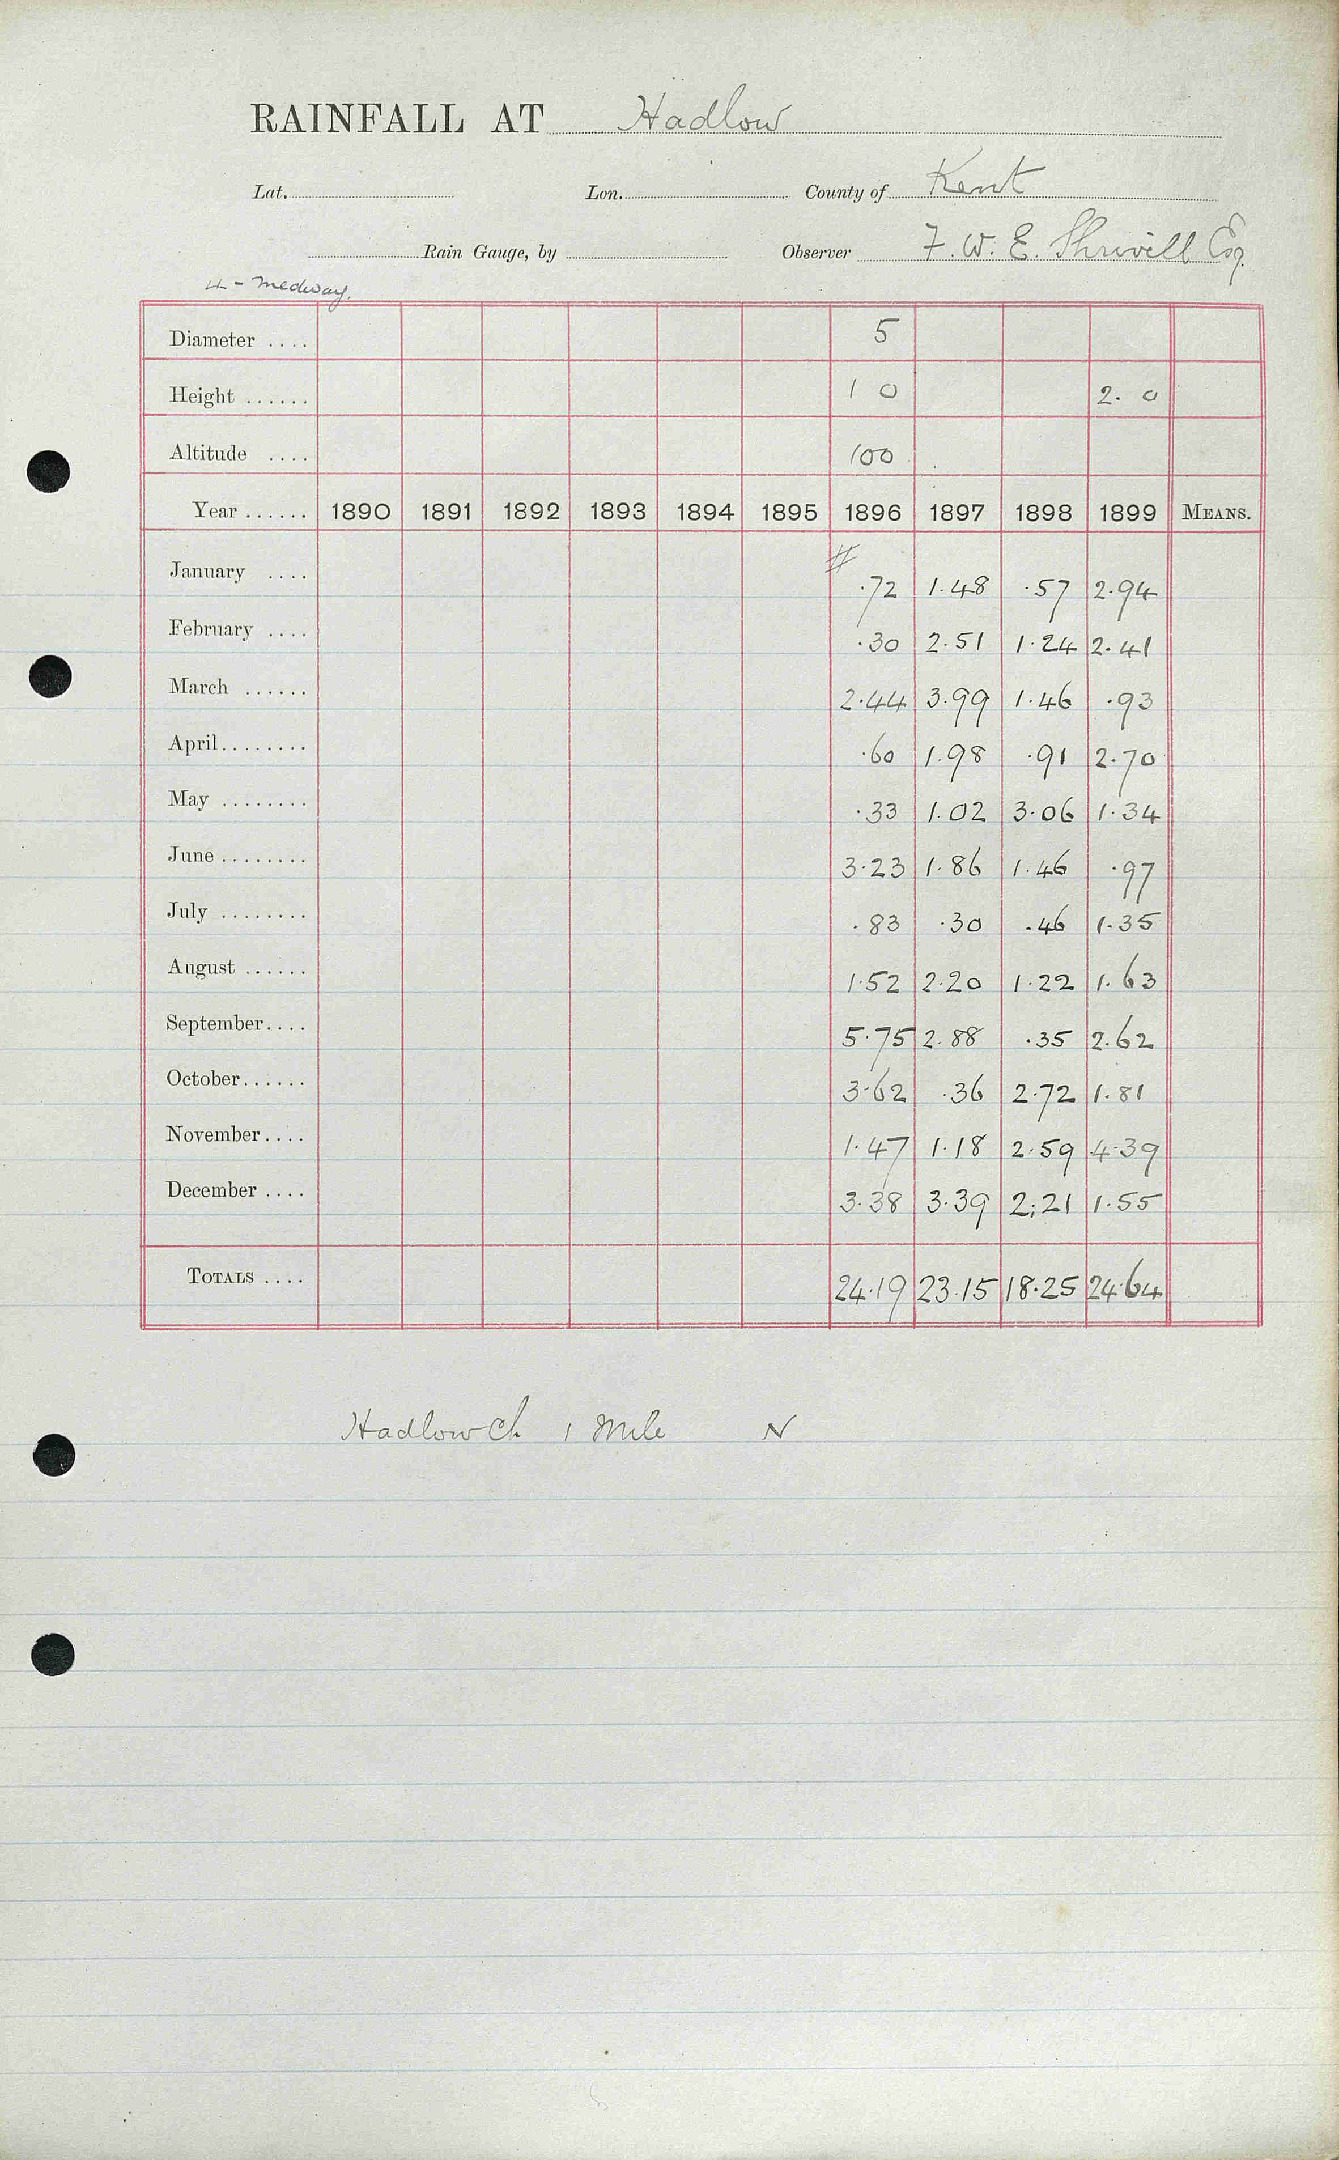 RAINFALL AT Hadlow
Lat. Lon. County of Kent
Rain Gauge, by Observer F. W. E. Shrivell Esq.
4 - Medway.
Diameter .... 5
Height ...... 1 0 2. 0
Altitude .... 100
Year ...... 1890 1891 1892 1893 1894 1895 1896 1897 1898 1899 MEANS.
#
January .... .72 1.48 .57 2.94
February .... .30 2.51 1.24 2.41
March ...... 2.44 3.99 1.46 .93
April........ .60 1.98 .91 2.70
May ........ .33 1.02 3.06 1.34
June ........ 3.23 1.86 1.46 .97
July ........ .83 .30 .46 1.35
August ...... 1.52 2.20 1.22 1.63
September.... 5.75 2.88 .35 2.62
October...... 3.62 .36 2.72 1.81
November.... 1.47 1.18 2.59 4.39
December .... 3.38 3.39 2.21 1.55
TOTALS .... 24.19 23.15 18.25 24.64
Hadlow Ch 1 Mile N